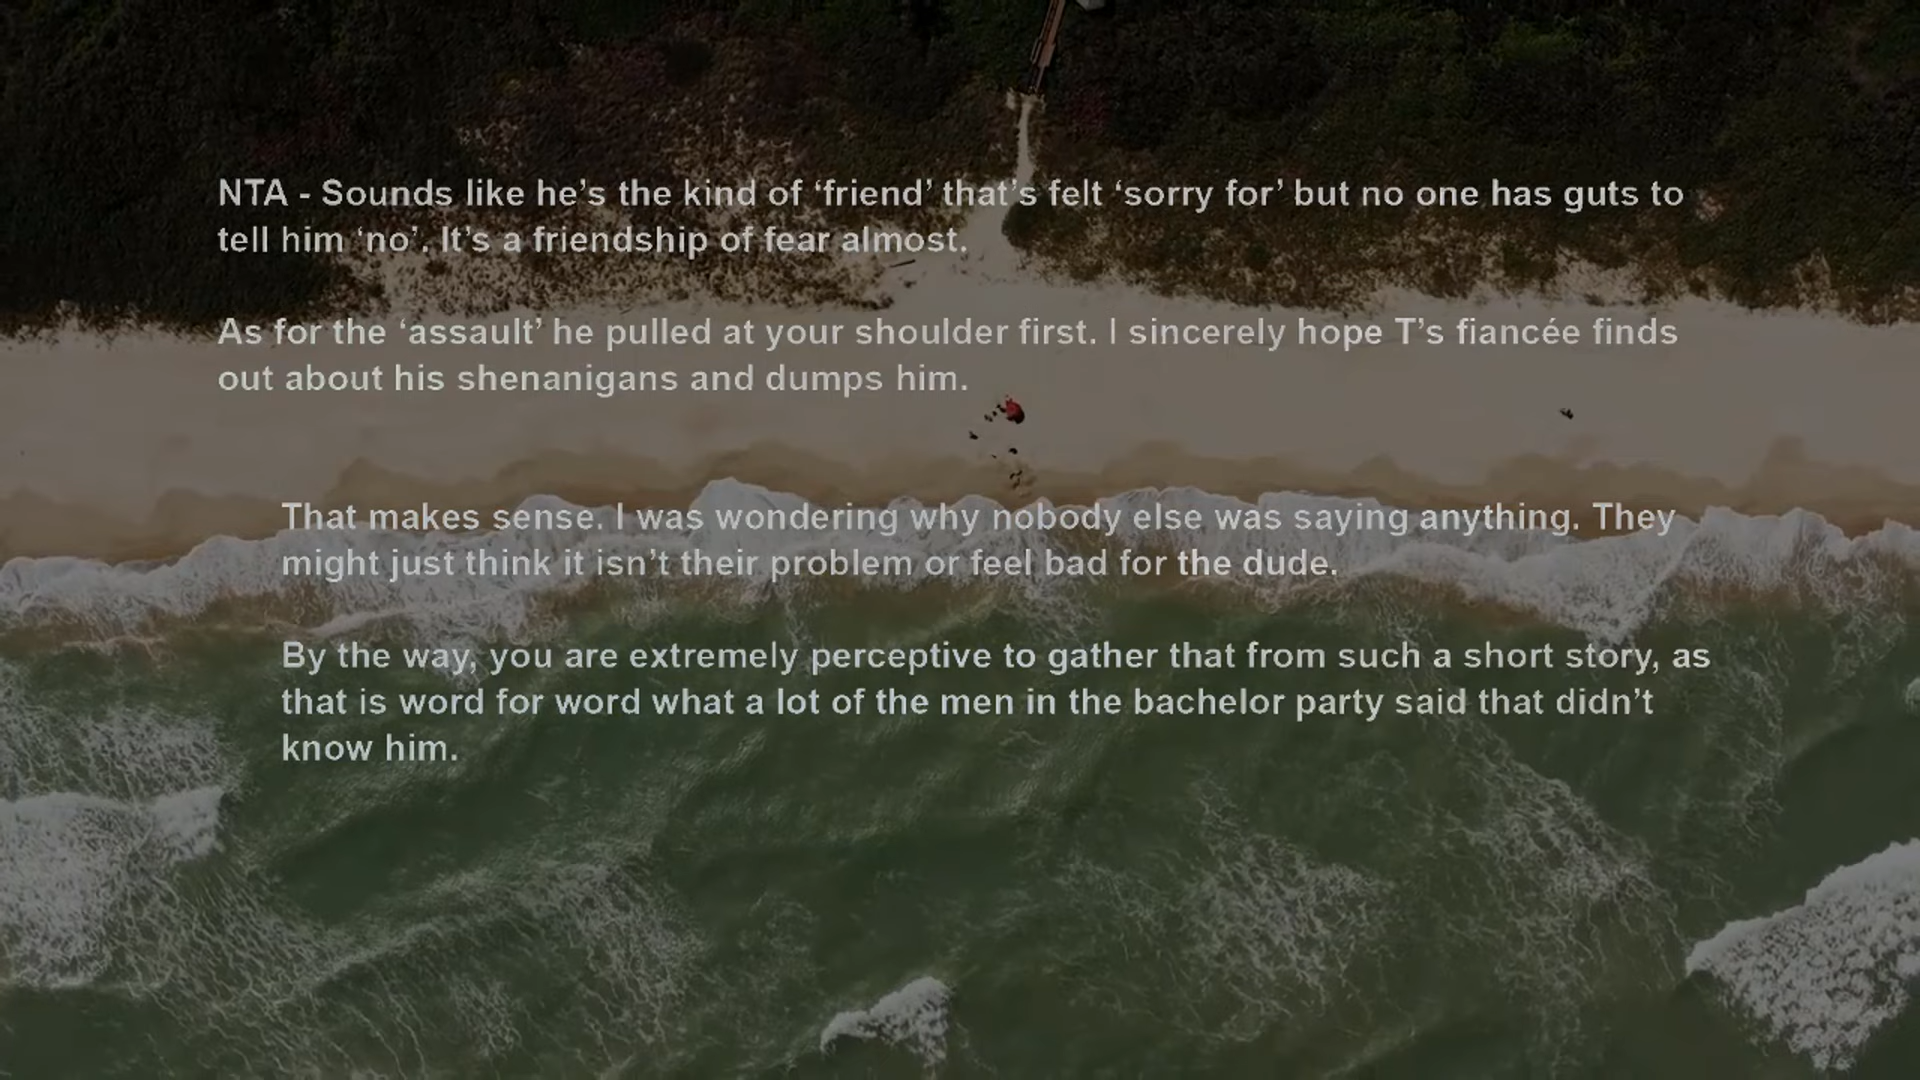 NTA - Sounds like he’s the kind of ‘friend’ that’s felt ‘sorry for’ but no one has guts to
tell him ‘no’. It’s a friendship of fear almost.
As for the ‘assault’ he pulled at your shoulder first. I sincerely hope T’s fiancée finds
out about his shenanigans and dumps him.
That makes sense. I was wondering why nobody else was saying anything. They
might just think it isn’t their problem or feel bad for the dude.
By the way, you are extremely perceptive to gather that from such a short story, as
that is word for word what a lot of the men in the bachelor party said that didn’t
know him.